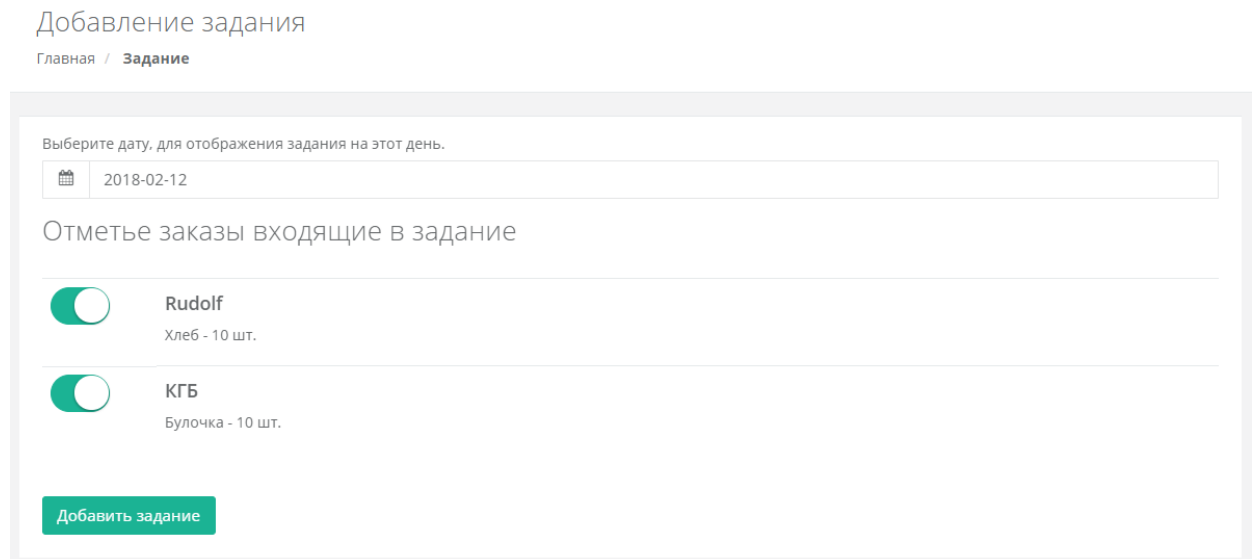 Добавление задания
Главная / Задание
Выберите дату, для отображения задания на этот день.
2018-02-12
Отметье заказы входящие в задание
Rudolf
Хлеб - 10 шт.
КГБ
Булочка - 10 шт.
Добавить задание